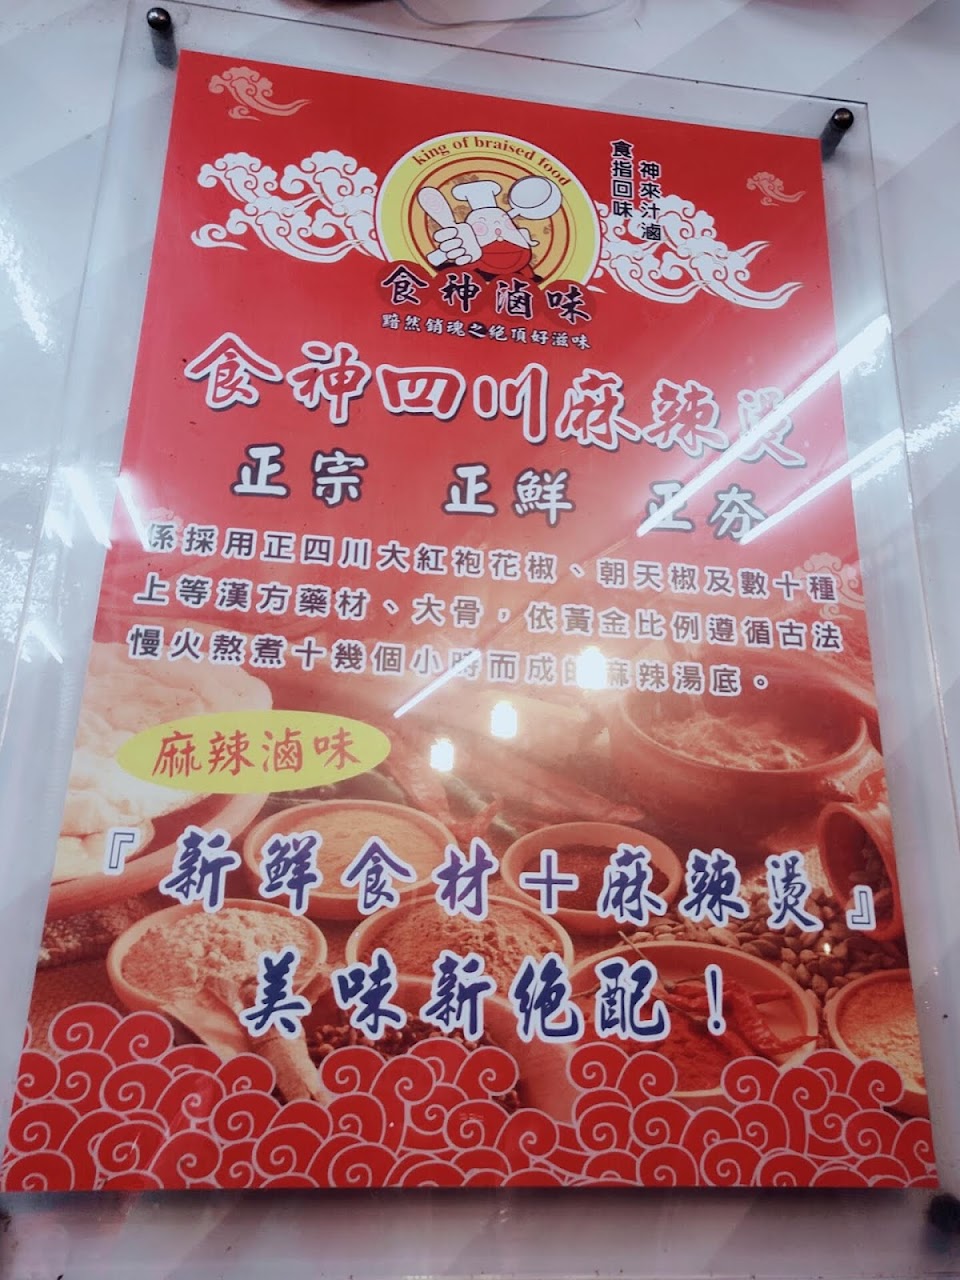 king of braised food
神來汁滷
食指回味
食神滷味
黯然銷魂之絕頂好滋味
食神四川麻辣燙
正宗 正鮮 正夯
係採用正四川大紅袍花椒、朝天椒及數十種
上等漢方藥材、大骨,依黃金比例遵循古法
慢火熬煮十幾個小時而成的麻辣湯底。
麻辣滷味
『新鮮食材+麻辣燙』
美味新絕配!